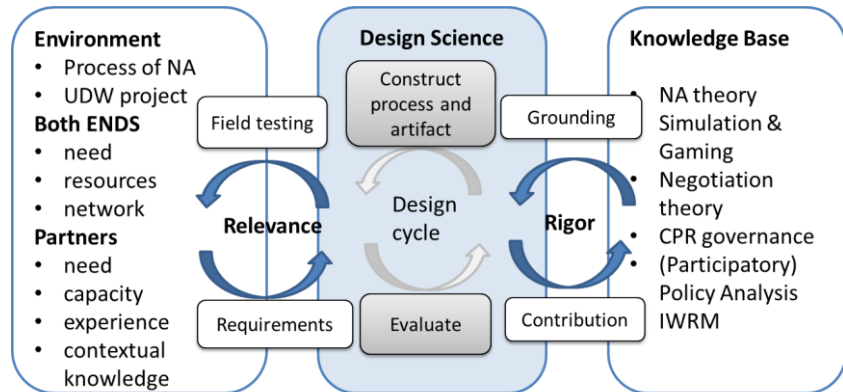 Environment
• Process of NA
• UDW project
Both ENDS
• need
• resources
• network
Partners
• need
• capacity
• experience
• contextual
knowledge
Field testing
Relevance
Requirements
Design Science
Construct
process and
artifact
Design
cycle
Evaluate
Grounding
Rigor
Contribution
Knowledge Base
• NA theory
Simulation &
Gaming
• Negotiation
theory
• CPR governance
• (Participatory)
Policy Analysis
IWRM